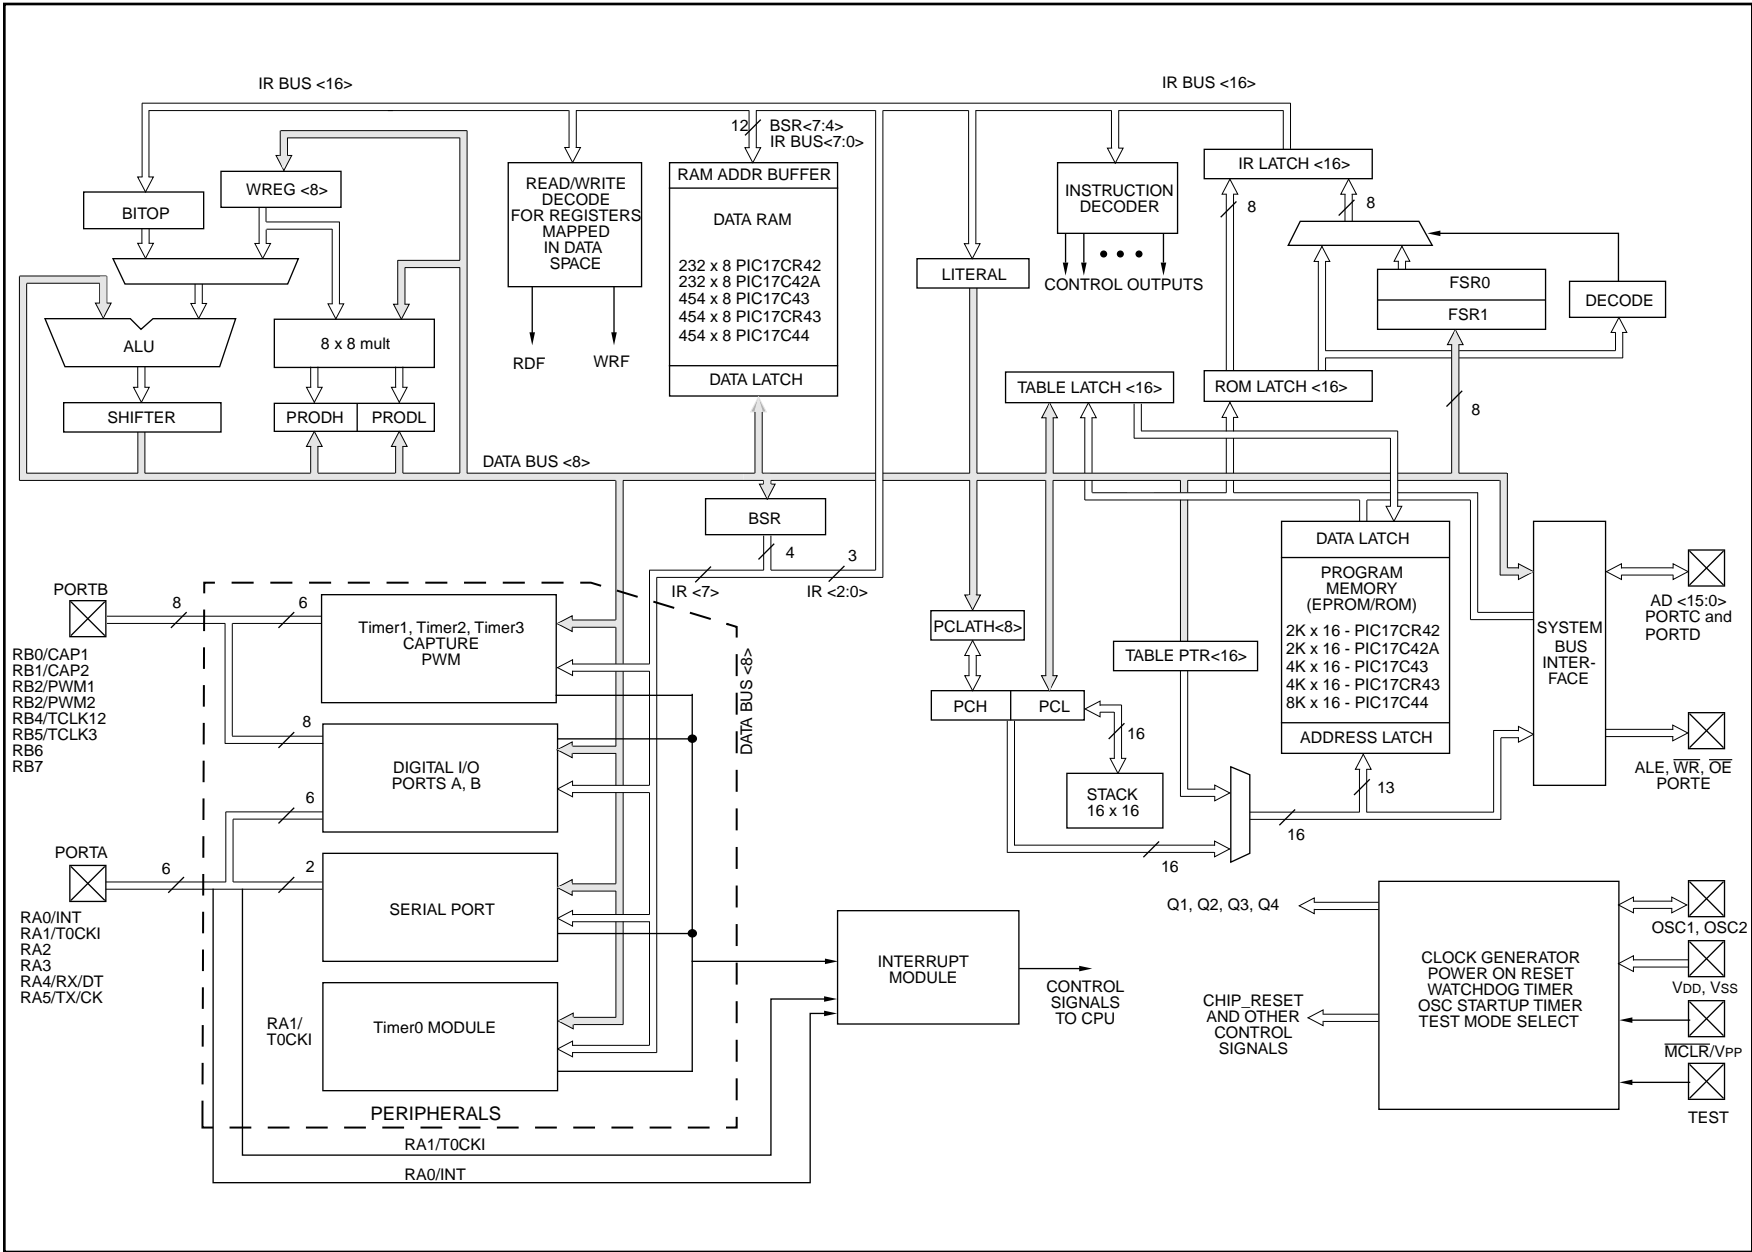 IR BUS <16>
IR BUS <16>
12
BSR<7:4>
IR BUS<7:0>
BITOP
WREG <8>
READ/WRITE
DECODE
FOR REGISTERS
MAPPED
IN DATA
SPACE
RDF
WRF
RAM ADDR BUFFER
DATA RAM
232 x 8 PIC17CR42
232 x 8 PIC17C42A
454 x 8 PIC17C43
454 x 8 PIC17CR43
454 x 8 PIC17C44
DATA LATCH
LITERAL
INSTRUCTION
DECODER
CONTROL OUTPUTS
IR LATCH <16>
8
8
FSR0
FSR1
DECODE
8
ALU
8 x 8 mult
SHIFTER
PRODH
PRODL
TABLE LATCH <16>
ROM LATCH <16>
DATA BUS <8>
BSR
4
3
IR <7>
IR <2:0>
PORTB
8
6
RB0/CAP1
RB1/CAP2
RB2/PWM1
RB2/PWM2
RB4/TCLK12
RB5/TCLK3
RB6
RB7
Timer1, Timer2, Timer3
CAPTURE
PWM
DATA BUS <8>
8
DIGITAL I/O
PORTS A, B
6
PORTA
6
2
RA0/INT
RA1/T0CKI
RA2
RA3
RA4/RX/DT
RA5/TX/CK
SERIAL PORT
RA1/
T0CKI
Timer0 MODULE
PERIPHERALS
RA1/T0CKI
RA0/INT
INTERRUPT
MODULE
CONTROL
SIGNALS
TO CPU
PCLATH<8>
PCH
PCL
16
STACK
16 x 16
16
TABLE PTR<16>
DATA LATCH
PROGRAM
MEMORY
(EPROM/ROM)
2K x 16 - PIC17CR42
2K x 16 - PIC17C42A
4K x 16 - PIC17C43
4K x 16 - PIC17CR43
8K x 16 - PIC17C44
ADDRESS LATCH
13
16
SYSTEM
BUS
INTER-
FACE
AD <15:0>
PORTC and
PORTD
ALE, WR, OE
PORTE
Q1, Q2, Q3, Q4
CHIP_RESET
AND OTHER
CONTROL
SIGNALS
CLOCK GENERATOR
POWER ON RESET
WATCHDOG TIMER
OSC STARTUP TIMER
TEST MODE SELECT
OSC1, OSC2
VDD, VSS
MCLR/VPP
TEST